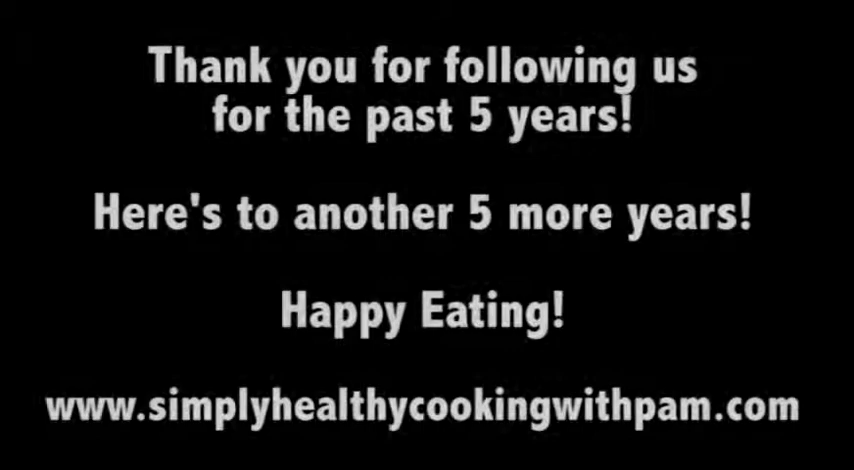 Thank you for following us
for the past 5 years!
Here's to another 5 more years!
Happy Eating!
www.simplyhealthycookingwithpam.com